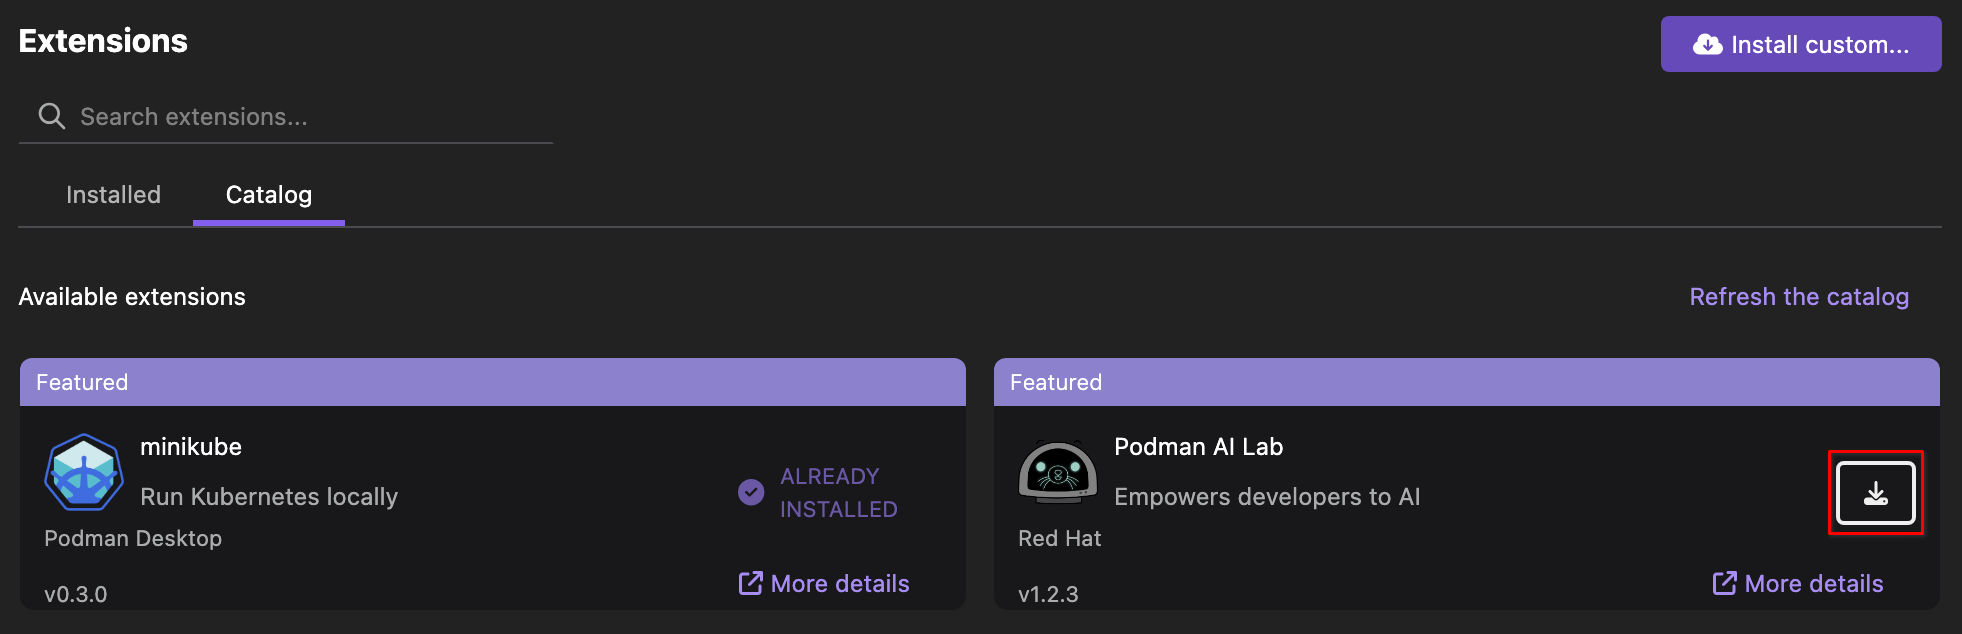 Extensions
Install custom...
Search extensions...
Installed
Catalog
Available extensions
Refresh the catalog
Featured
minikube
Run Kubernetes locally
Podman Desktop
v0.3.0
ALREADY
INSTALLED
More details
Featured
Podman AI Lab
Empowers developers to AI
Red Hat
v1.2.3
More details